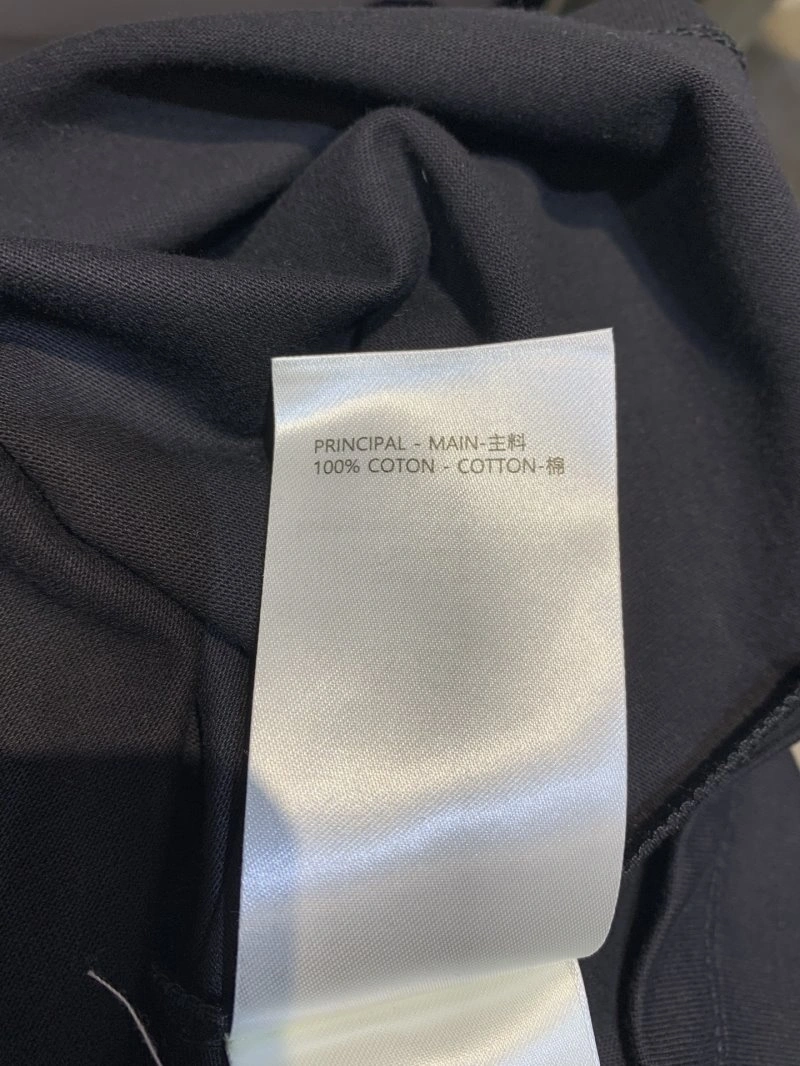 PRINCIPAL - MAIN-主料
100% COTON - COTTON-棉